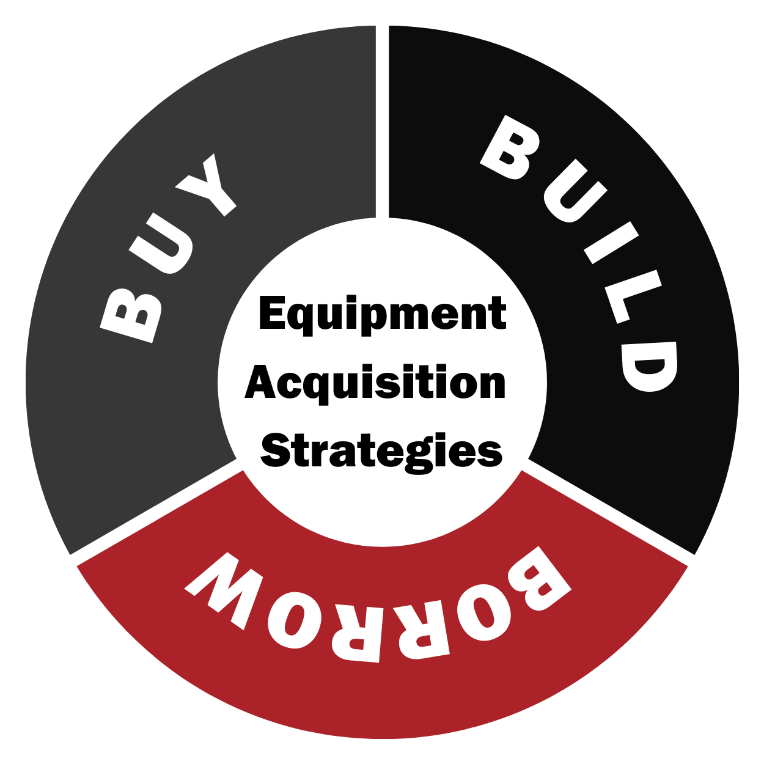 BUY
BUILD
Equipment
Acquisition
Strategies
BORROW